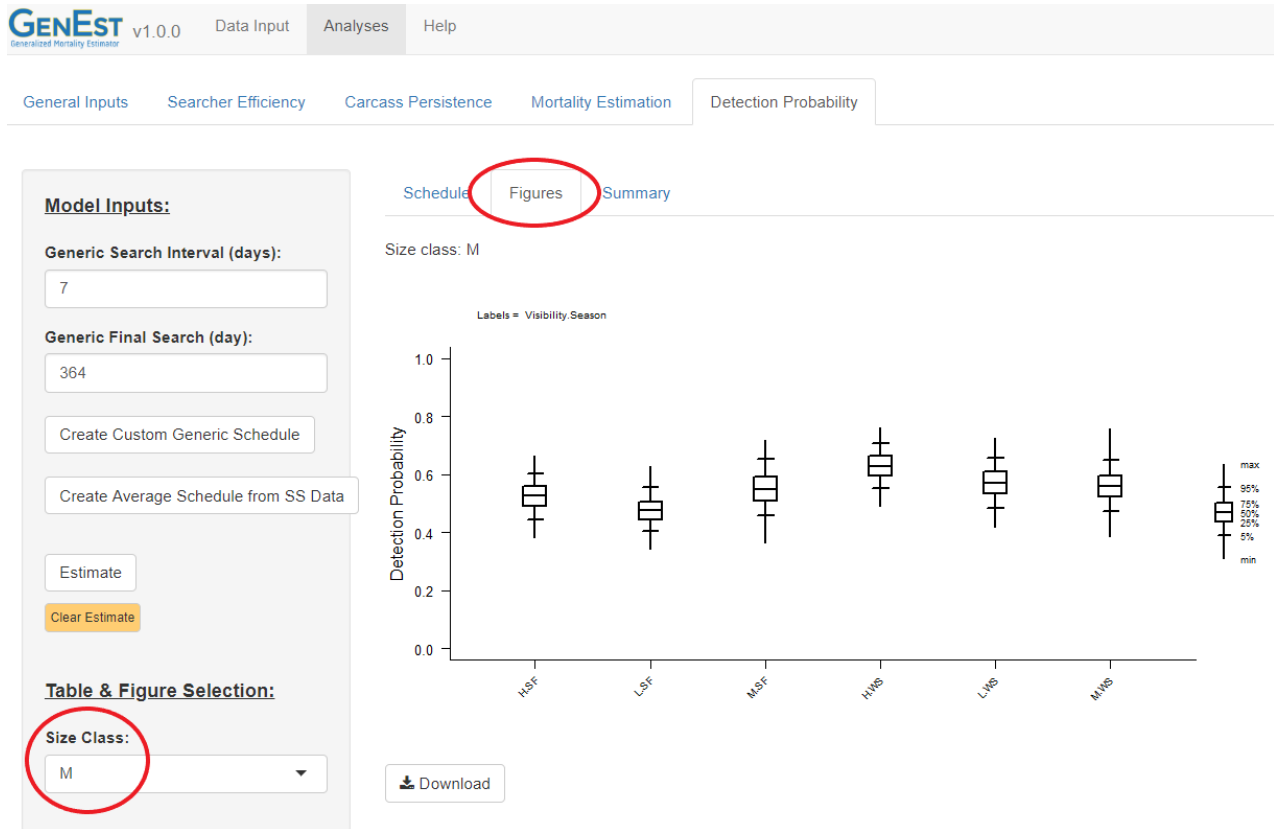 GENEST v1.0.0 Data Input Analyses Help
Generalized Mortality Estimator
General Inputs Searcher Efficiency Carcass Persistence Mortality Estimation Detection Probability
Model Inputs:
Generic Search Interval (days):
7
Generic Final Search (day):
364
Create Custom Generic Schedule
Create Average Schedule from SS Data
Estimate
Clear Estimate
Table & Figure Selection:
Size Class:
M
Schedule Figures Summary
Size class: M
Labels = Visibility.Season
Detection Probability
1.0
0.8
0.6
0.4
0.2
0.0
H.SF L.SF M.SF H.WS L.WS M.WS
max
95%
75%
50%
25%
5%
min
Download